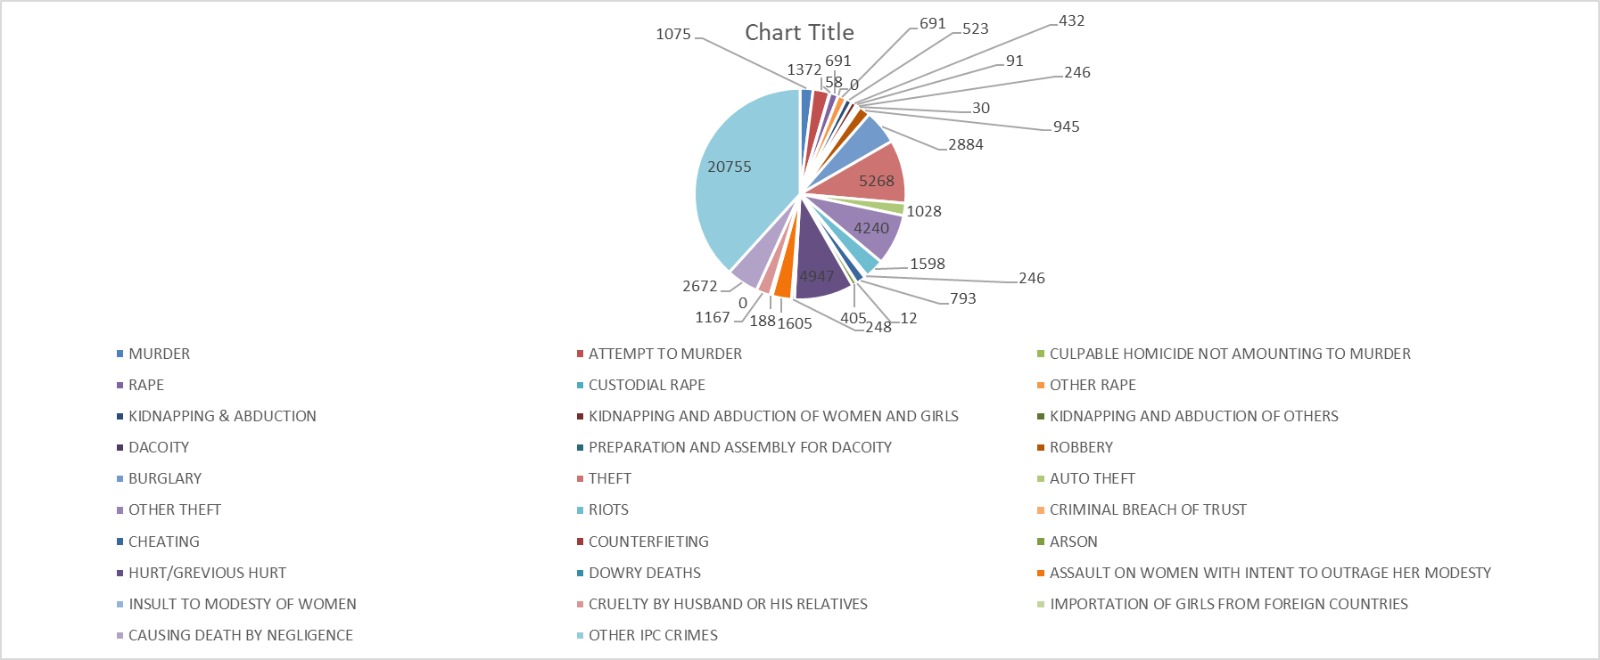 Chart Title
1075
1372
58
691
0
691
523
432
91
246
30
945
2884
5268
1028
4240
1598
246
793
12
405
4947
248
1605
188
1167
0
2672
20755
MURDER ATTEMPT TO MURDER CULPABLE HOMICIDE NOT AMOUNTING TO MURDER
RAPE CUSTODIAL RAPE OTHER RAPE
KIDNAPPING & ABDUCTION KIDNAPPING AND ABDUCTION OF WOMEN AND GIRLS KIDNAPPING AND ABDUCTION OF OTHERS
DACOITY PREPARATION AND ASSEMBLY FOR DACOITY ROBBERY
BURGLARY THEFT AUTO THEFT
OTHER THEFT RIOTS CRIMINAL BREACH OF TRUST
CHEATING COUNTERFIETING ARSON
HURT/GREVIOUS HURT DOWRY DEATHS ASSAULT ON WOMEN WITH INTENT TO OUTRAGE HER MODESTY
INSULT TO MODESTY OF WOMEN CRUELTY BY HUSBAND OR HIS RELATIVES IMPORTATION OF GIRLS FROM FOREIGN COUNTRIES
CAUSING DEATH BY NEGLIGENCE OTHER IPC CRIMES